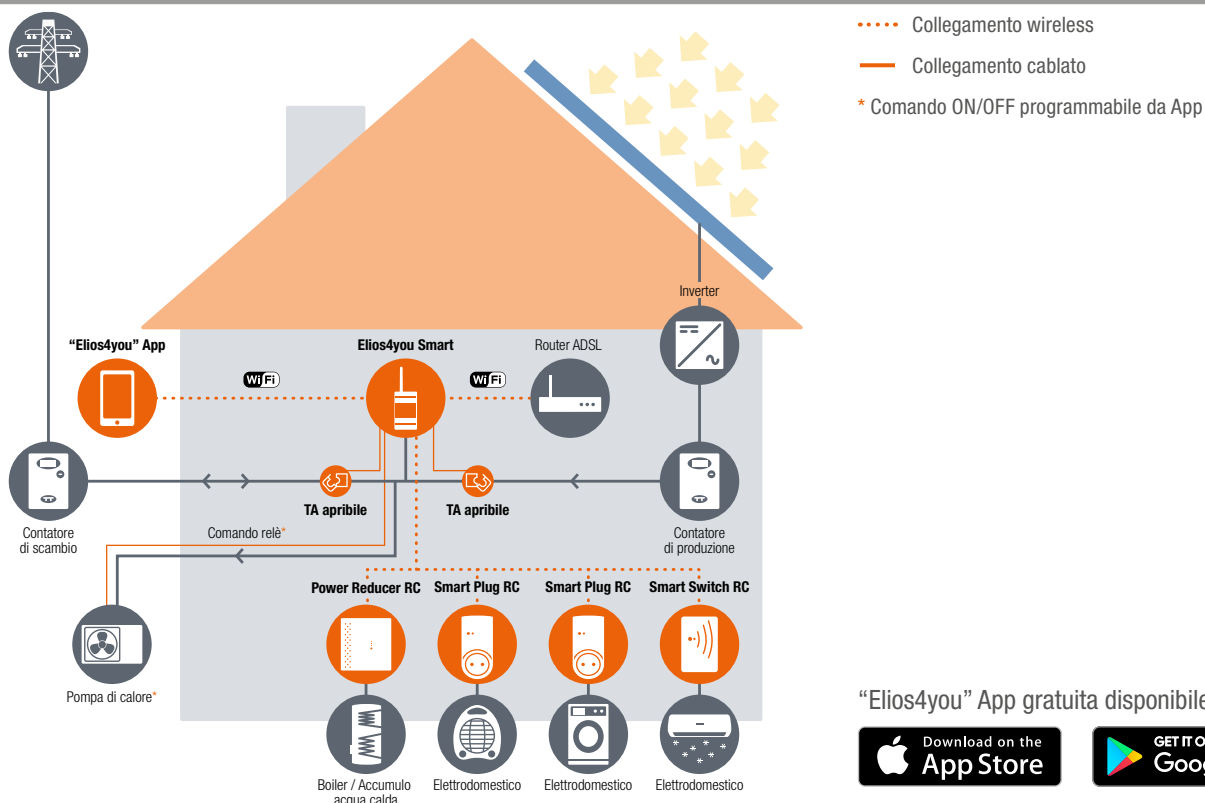 Collegamento wireless
Collegamento cablato
* Comando ON/OFF programmabile da App
Inverter
“Elios4you” App
Elios4you Smart
Router ADSL
WiFi
WiFi
TA apribile
TA apribile
Contatore
di scambio
Comando relè*
Contatore
di produzione
Power Reducer RC
Smart Plug RC
Smart Plug RC
Smart Switch RC
Pompa di calore*
Boiler / Accumulo
acqua calda
Elettrodomestico
Elettrodomestico
Elettrodomestico
“Elios4you” App gratuita disponibile
Download on the
App Store
GET IT O
Goog